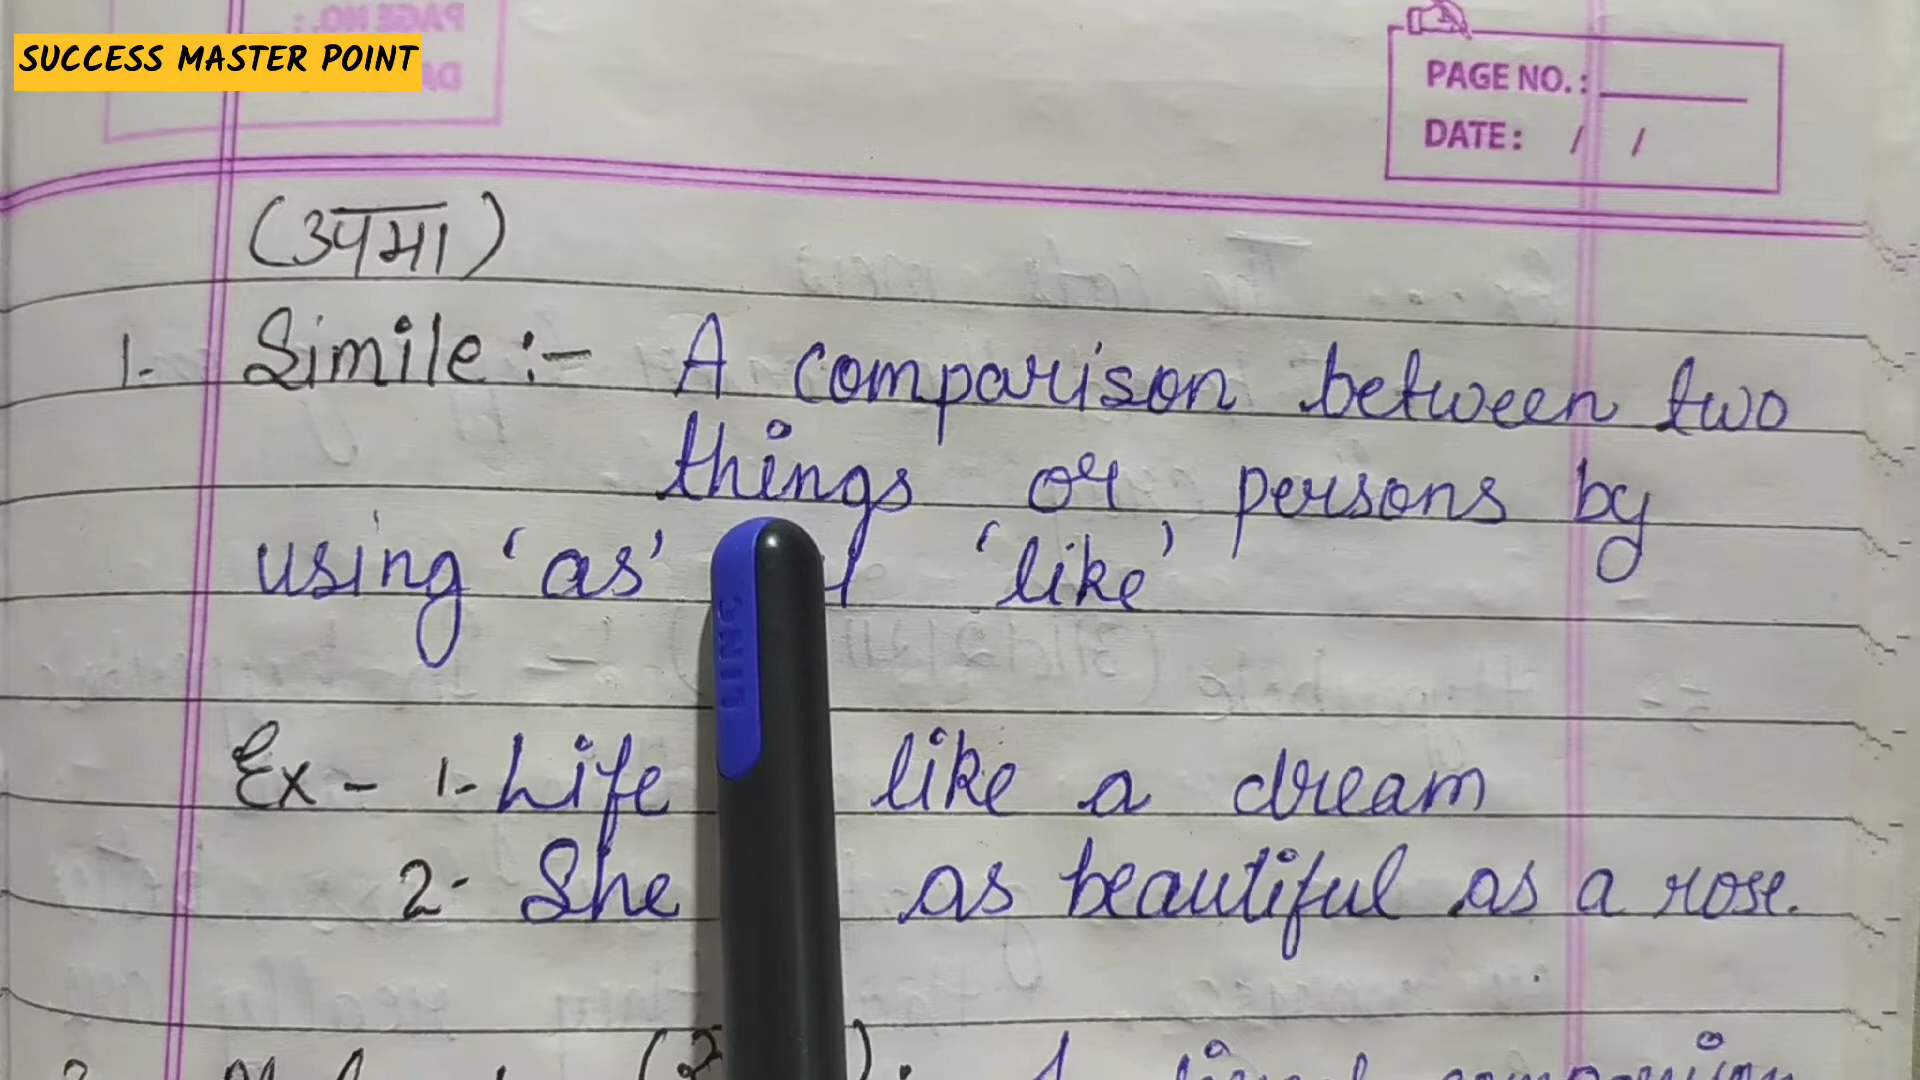 SUCCESS MASTER POINT
PAGE NO.:
DATE: / /
(उपमा)
1. Simile :- A comparison between two
things or persons by
using 'as' 'like'
Ex - 1. Life like a dream
2. She as beautiful as a rose.